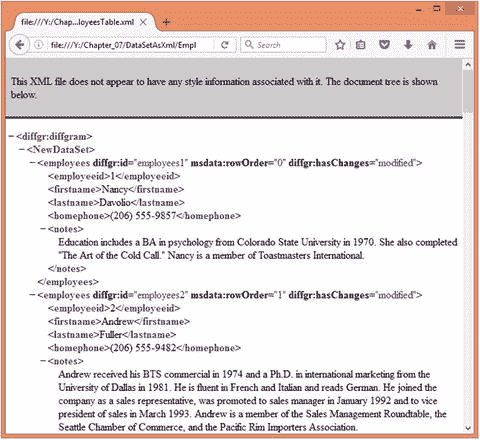 file:///Y:/Chap...loyeesTable.xml
file:///Y:/Chapter_07/DataSetAsXml/Empl
Search
This XML file does not appear to have any style information associated with it. The document tree is shown
below.
−<diffgr:diffgram>
−<NewDataSet>
−<employees diffgr:id="employees1" msdata:rowOrder="0" diffgr:hasChanges="modified">
<employeeid>1</employeeid>
<firstname>Nancy</firstname>
<lastname>Davolio</lastname>
<homephone>(206) 555-9857</homephone>
−<notes>
Education includes a BA in psychology from Colorado State University in 1970. She also completed
"The Art of the Cold Call." Nancy is a member of Toastmasters International.
</notes>
</employees>
−<employees diffgr:id="employees2" msdata:rowOrder="1" diffgr:hasChanges="modified">
<employeeid>2</employeeid>
<firstname>Andrew</firstname>
<lastname>Fuller</lastname>
<homephone>(206) 555-9482</homephone>
−<notes>
Andrew received his BTS commercial in 1974 and a Ph.D. in international marketing from the
University of Dallas in 1981. He is fluent in French and Italian and reads German. He joined the
company as a sales representative, was promoted to sales manager in January 1992 and to vice
president of sales in March 1993. Andrew is a member of the Sales Management Roundtable, the
Seattle Chamber of Commerce, and the Pacific Rim Importers Association.